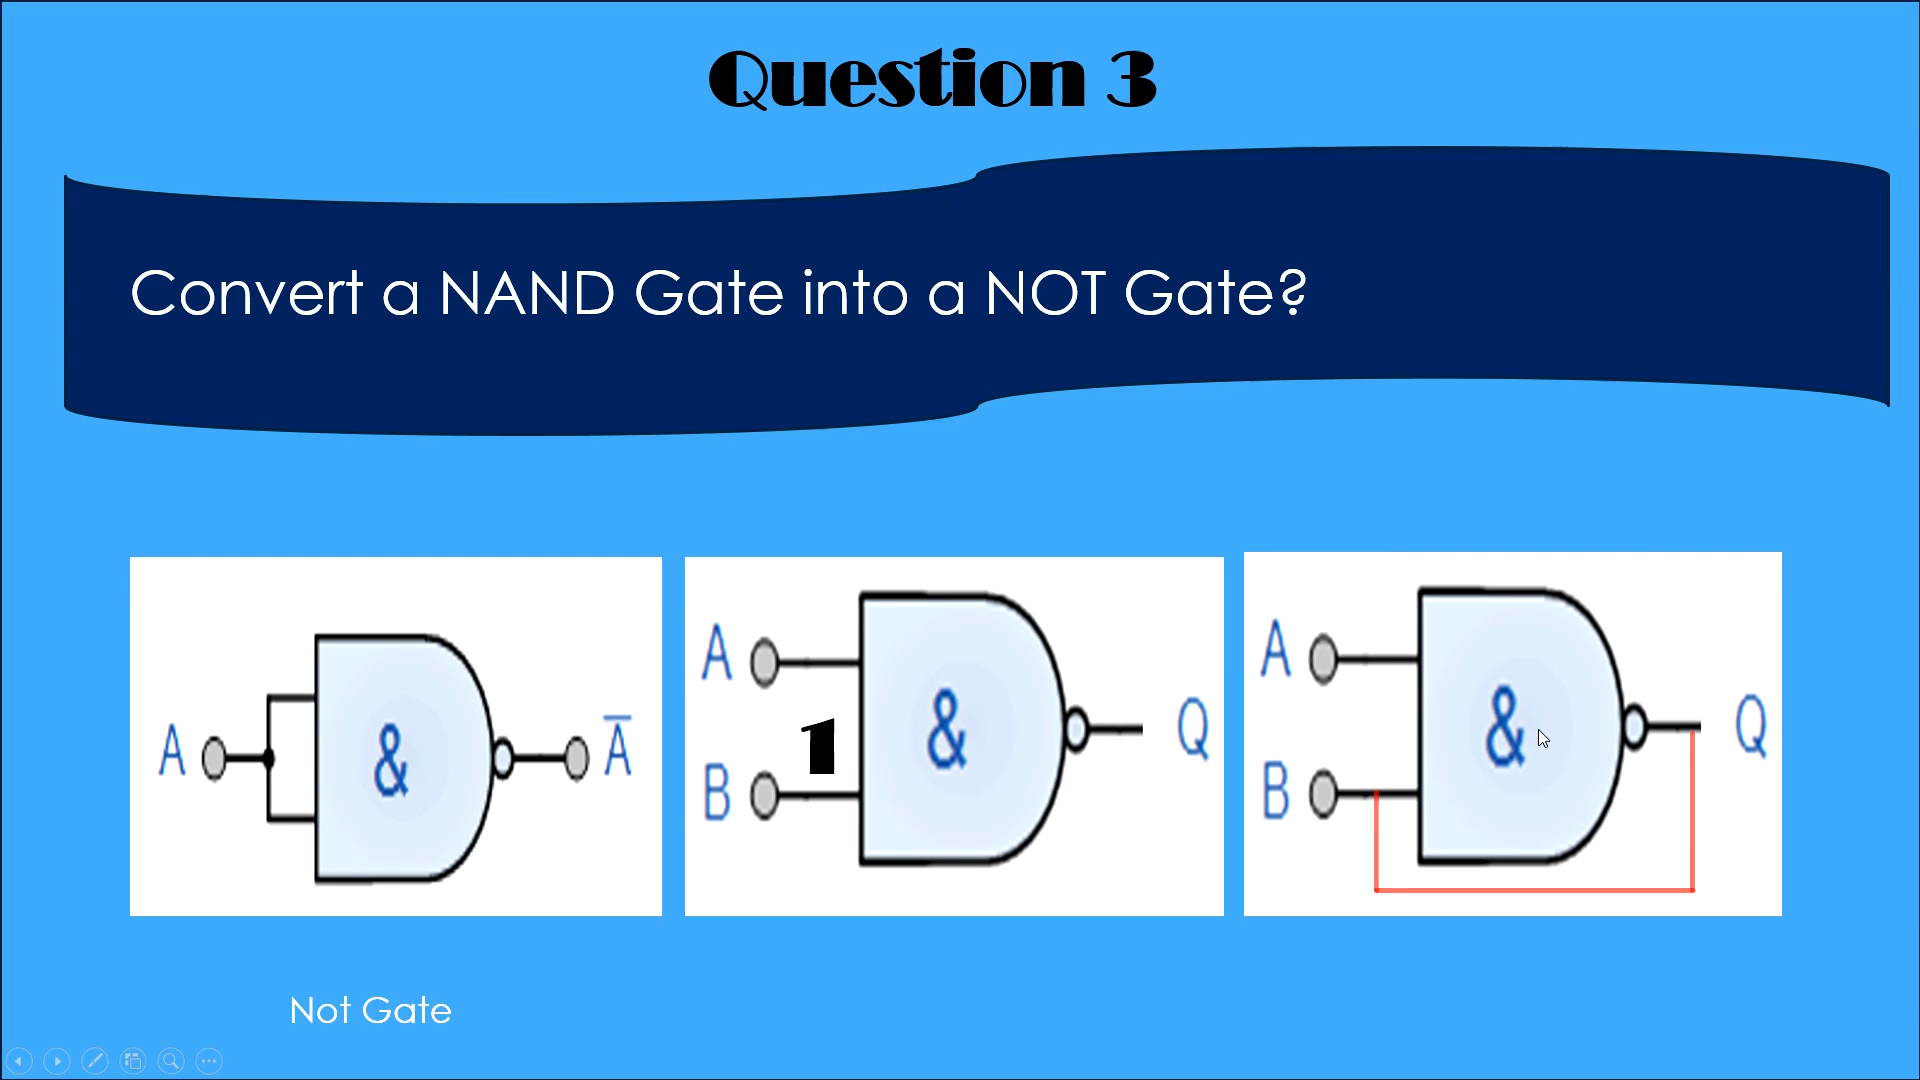 Question 3
Convert a NAND Gate into a NOT Gate?
A & A̅
A 1 B & Q
A B & Q
Not Gate